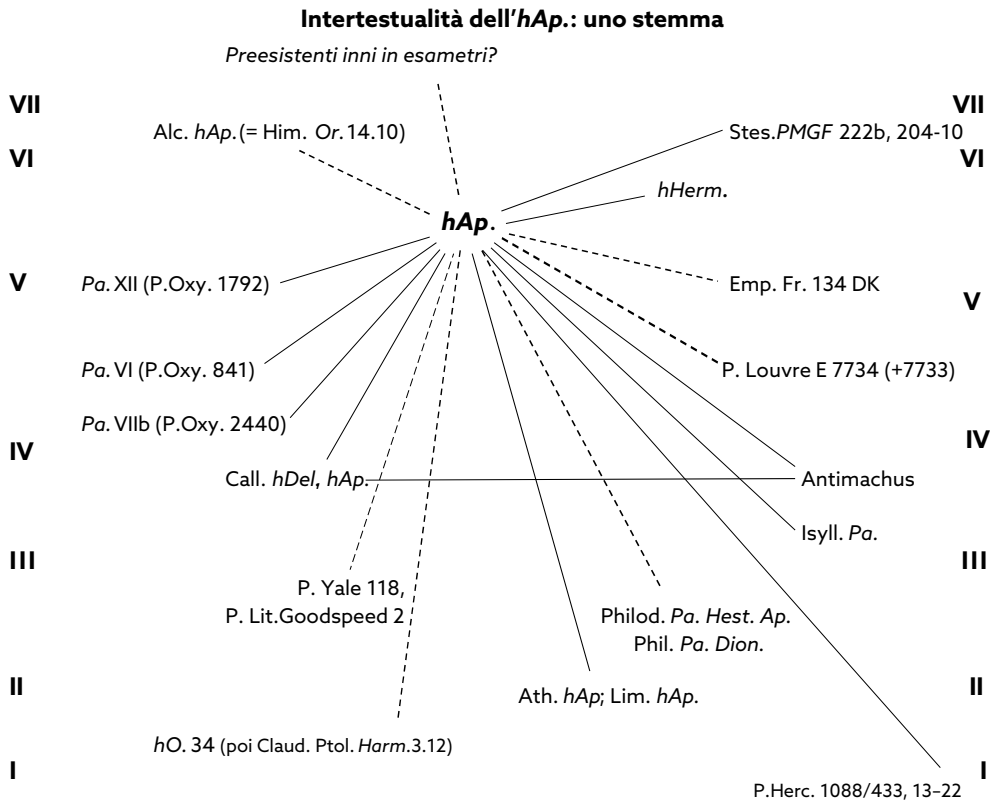 Intertestualità dell'hAp.: uno stemma
Preesistenti inni in esametri?
VII
VII
Alc. hAp.(= Him. Or. 14.10)
Stes.PMGF 222b, 204-10
VI
VI
hHerm.
hAp.
V
Pa. XII (P.Oxy. 1792)
Emp. Fr. 134 DK
V
Pa. VI (P.Oxy. 841)
P. Louvre E 7734 (+7733)
Pa. VIIb (P.Oxy. 2440)
IV
IV
Call. hDel, hAp.
Antimachus
Isyll. Pa.
III
III
P. Yale 118,
P. Lit.Goodspeed 2
Philod. Pa. Hest. Ap.
Phil. Pa. Dion.
II
II
Ath. hAp; Lim. hAp.
hO. 34 (poi Claud. Ptol. Harm.3.12)
I
I
P.Herc. 1088/433, 13–22